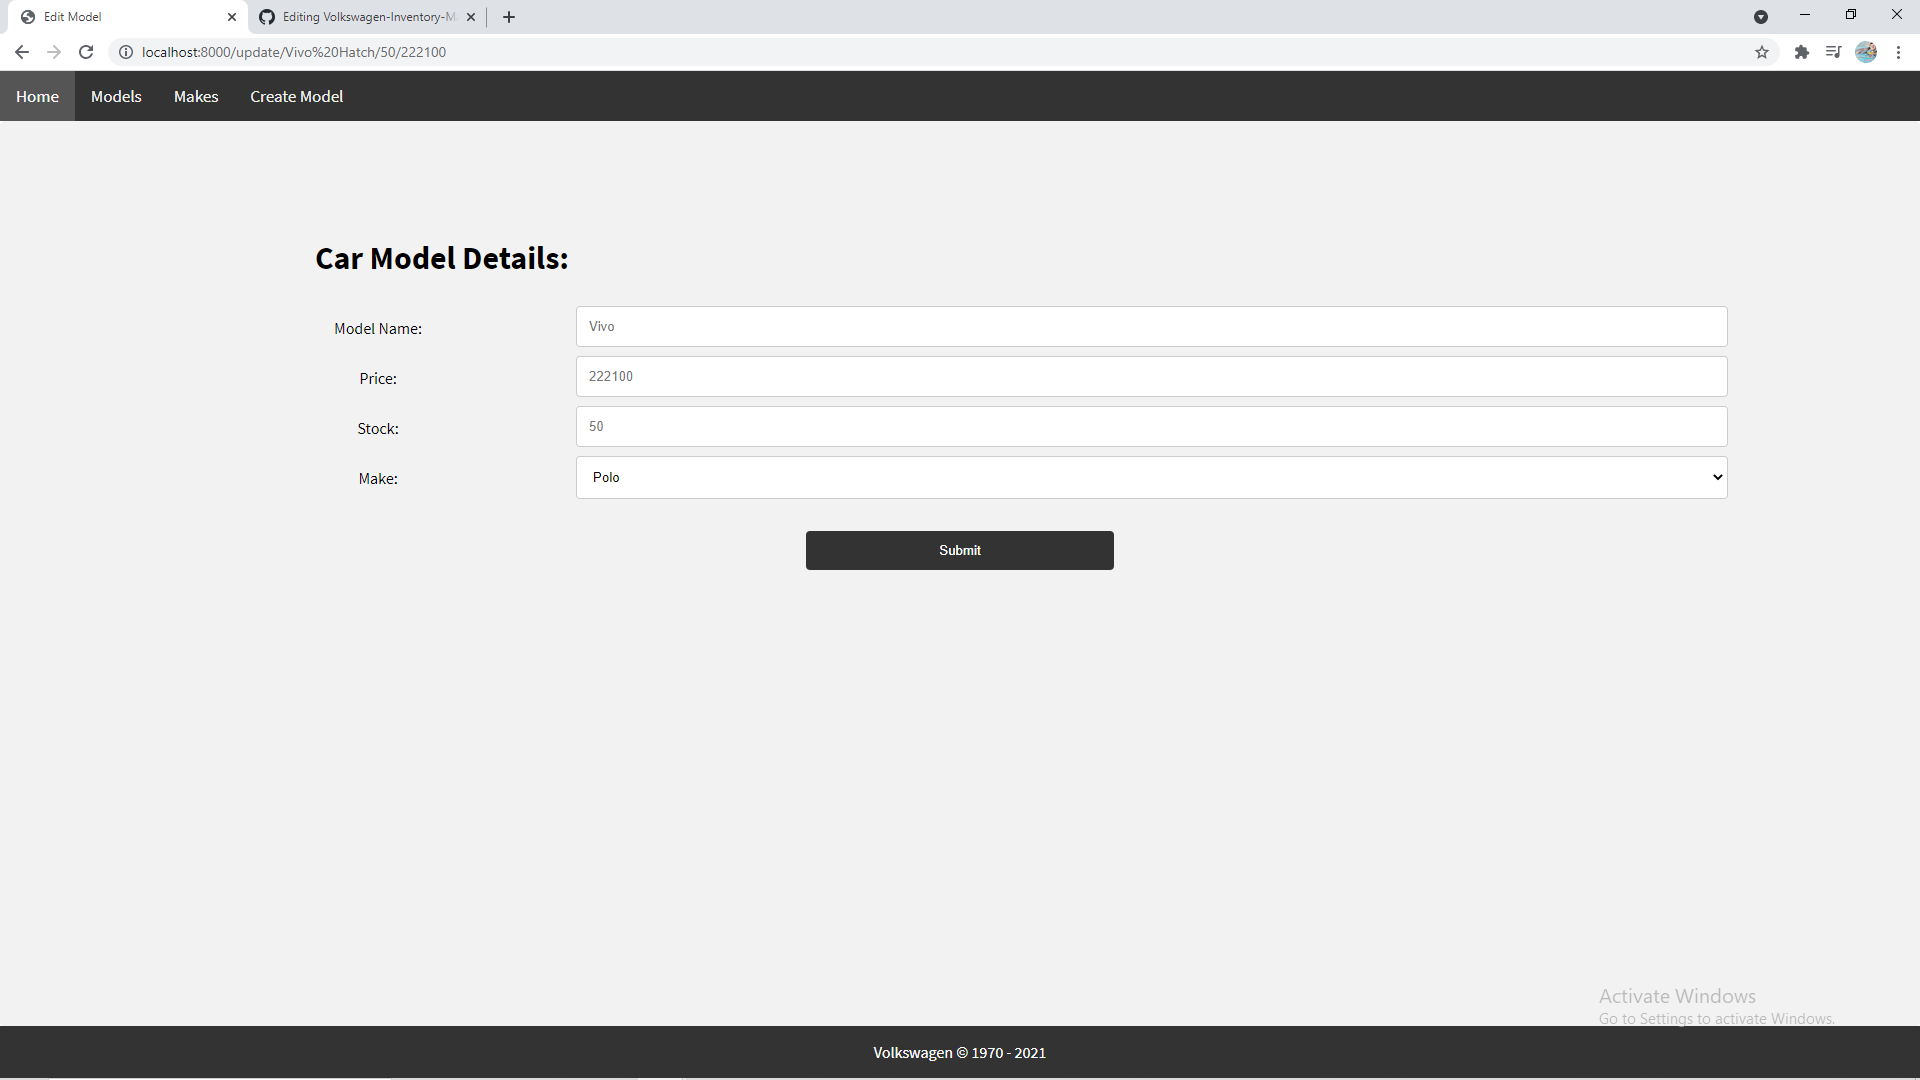 Edit Model
Editing Volkswagen-Inventory-M
localhost:8000/update/Vivo%20Hatch/50/222100
Home Models Makes Create Model
Car Model Details:
Model Name: Vivo
Price: 222100
Stock: 50
Make: Polo
Submit
Activate Windows
Go to Settings to activate Windows.
Volkswagen © 1970 - 2021